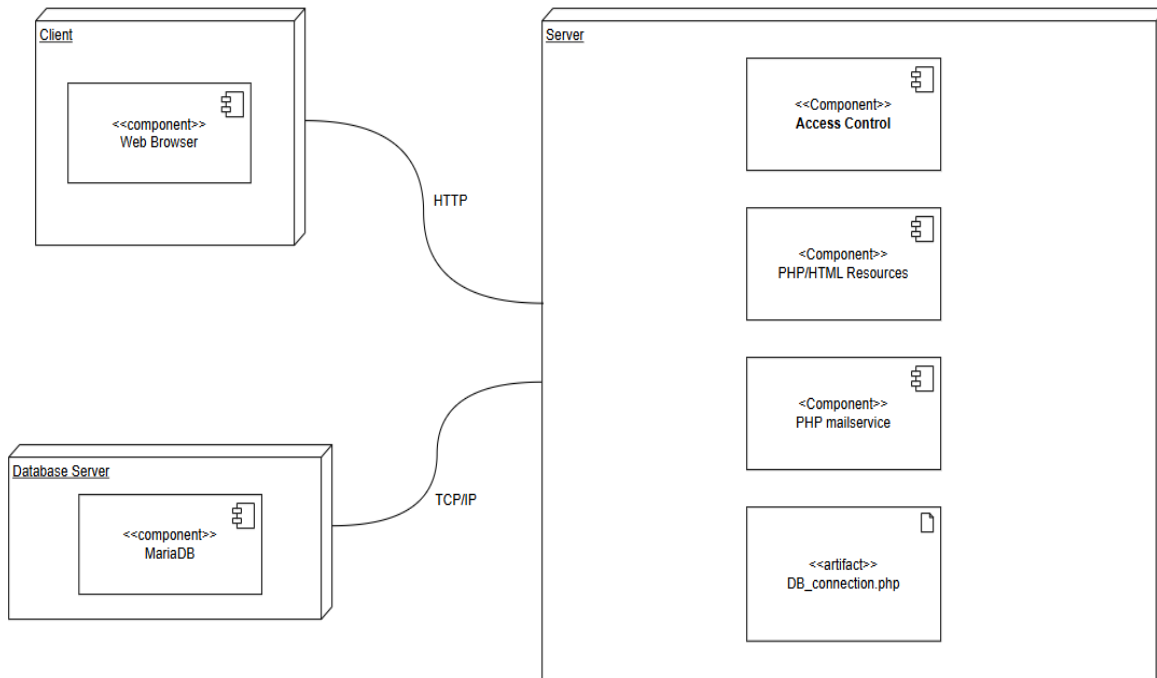 Client
<<component>>
Web Browser
HTTP
Server
<<Component>>
Access Control
<Component>>
PHP/HTML Resources
<Component>>
PHP mailservice
<<artifact>>
DB_connection.php
Database Server
<<component>>
MariaDB
TCP/IP